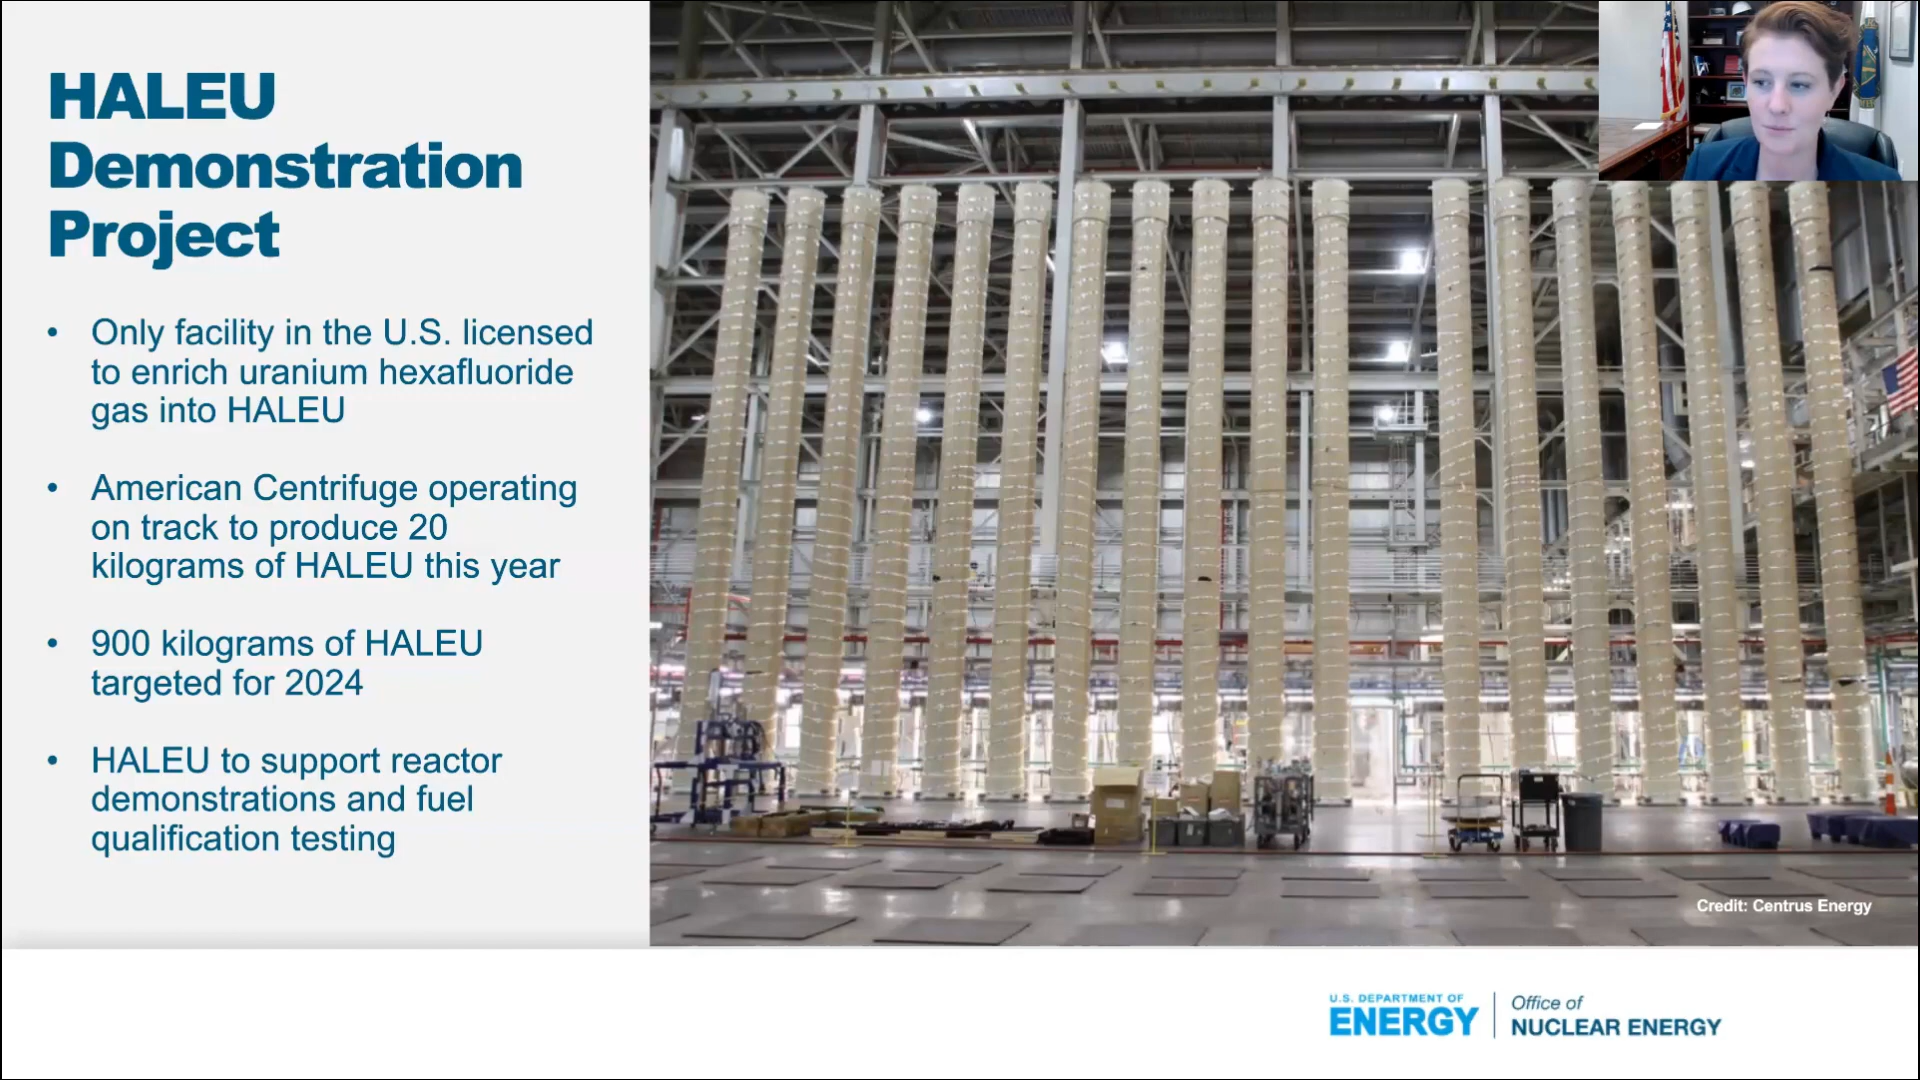 HALEU
Demonstration
Project
• Only facility in the U.S. licensed
to enrich uranium hexafluoride
gas into HALEU
• American Centrifuge operating
on track to produce 20
kilograms of HALEU this year
• 900 kilograms of HALEU
targeted for 2024
• HALEU to support reactor
demonstrations and fuel
qualification testing
Credit: Centrus Energy
U.S. DEPARTMENT OF
ENERGY
Office of
NUCLEAR ENERGY